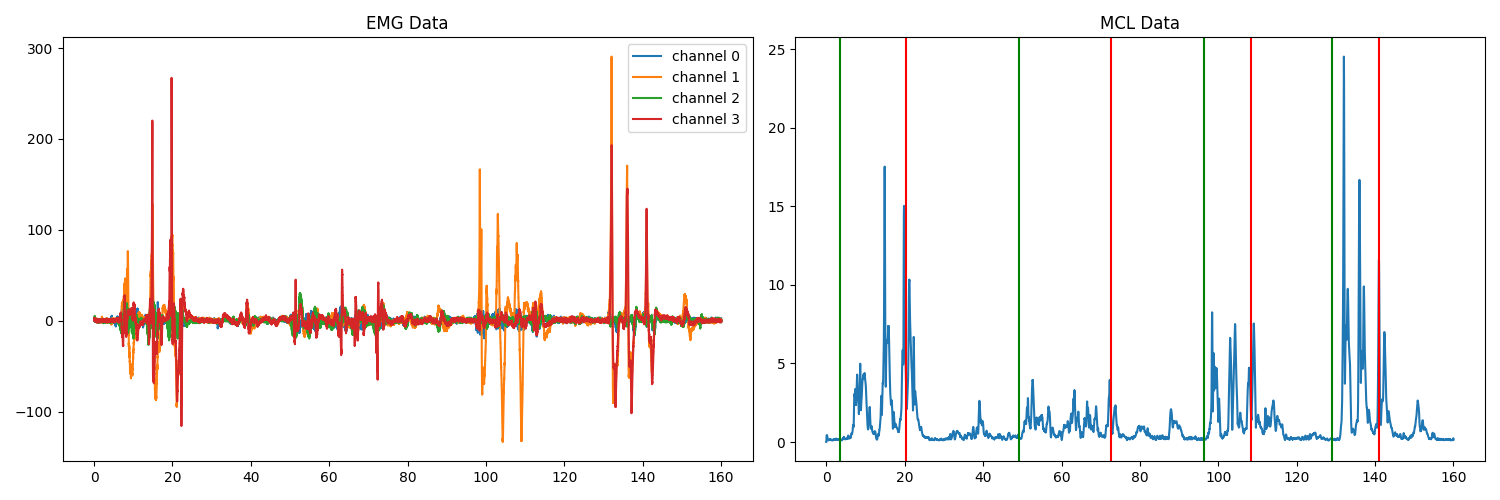 EMG Data
300
200
100
0
−100
0 20 40 60 80 100 120 140 160
channel 0
channel 1
channel 2
channel 3
MCL Data
25
20
15
10
5
0
0 20 40 60 80 100 120 140 160